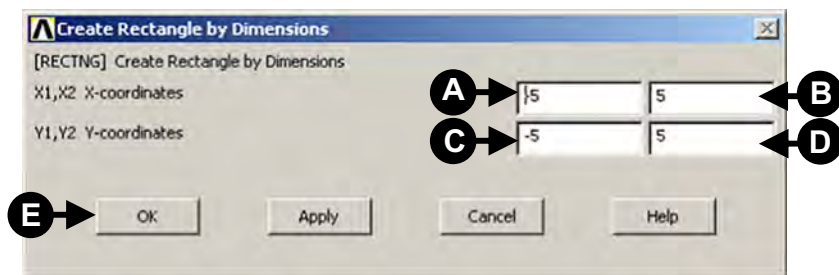 Create Rectangle by Dimensions
[RECTNG] Create Rectangle by Dimensions
X1,X2 X-coordinates A -5 5 B
Y1,Y2 Y-coordinates C -5 5 D
E OK Apply Cancel Help